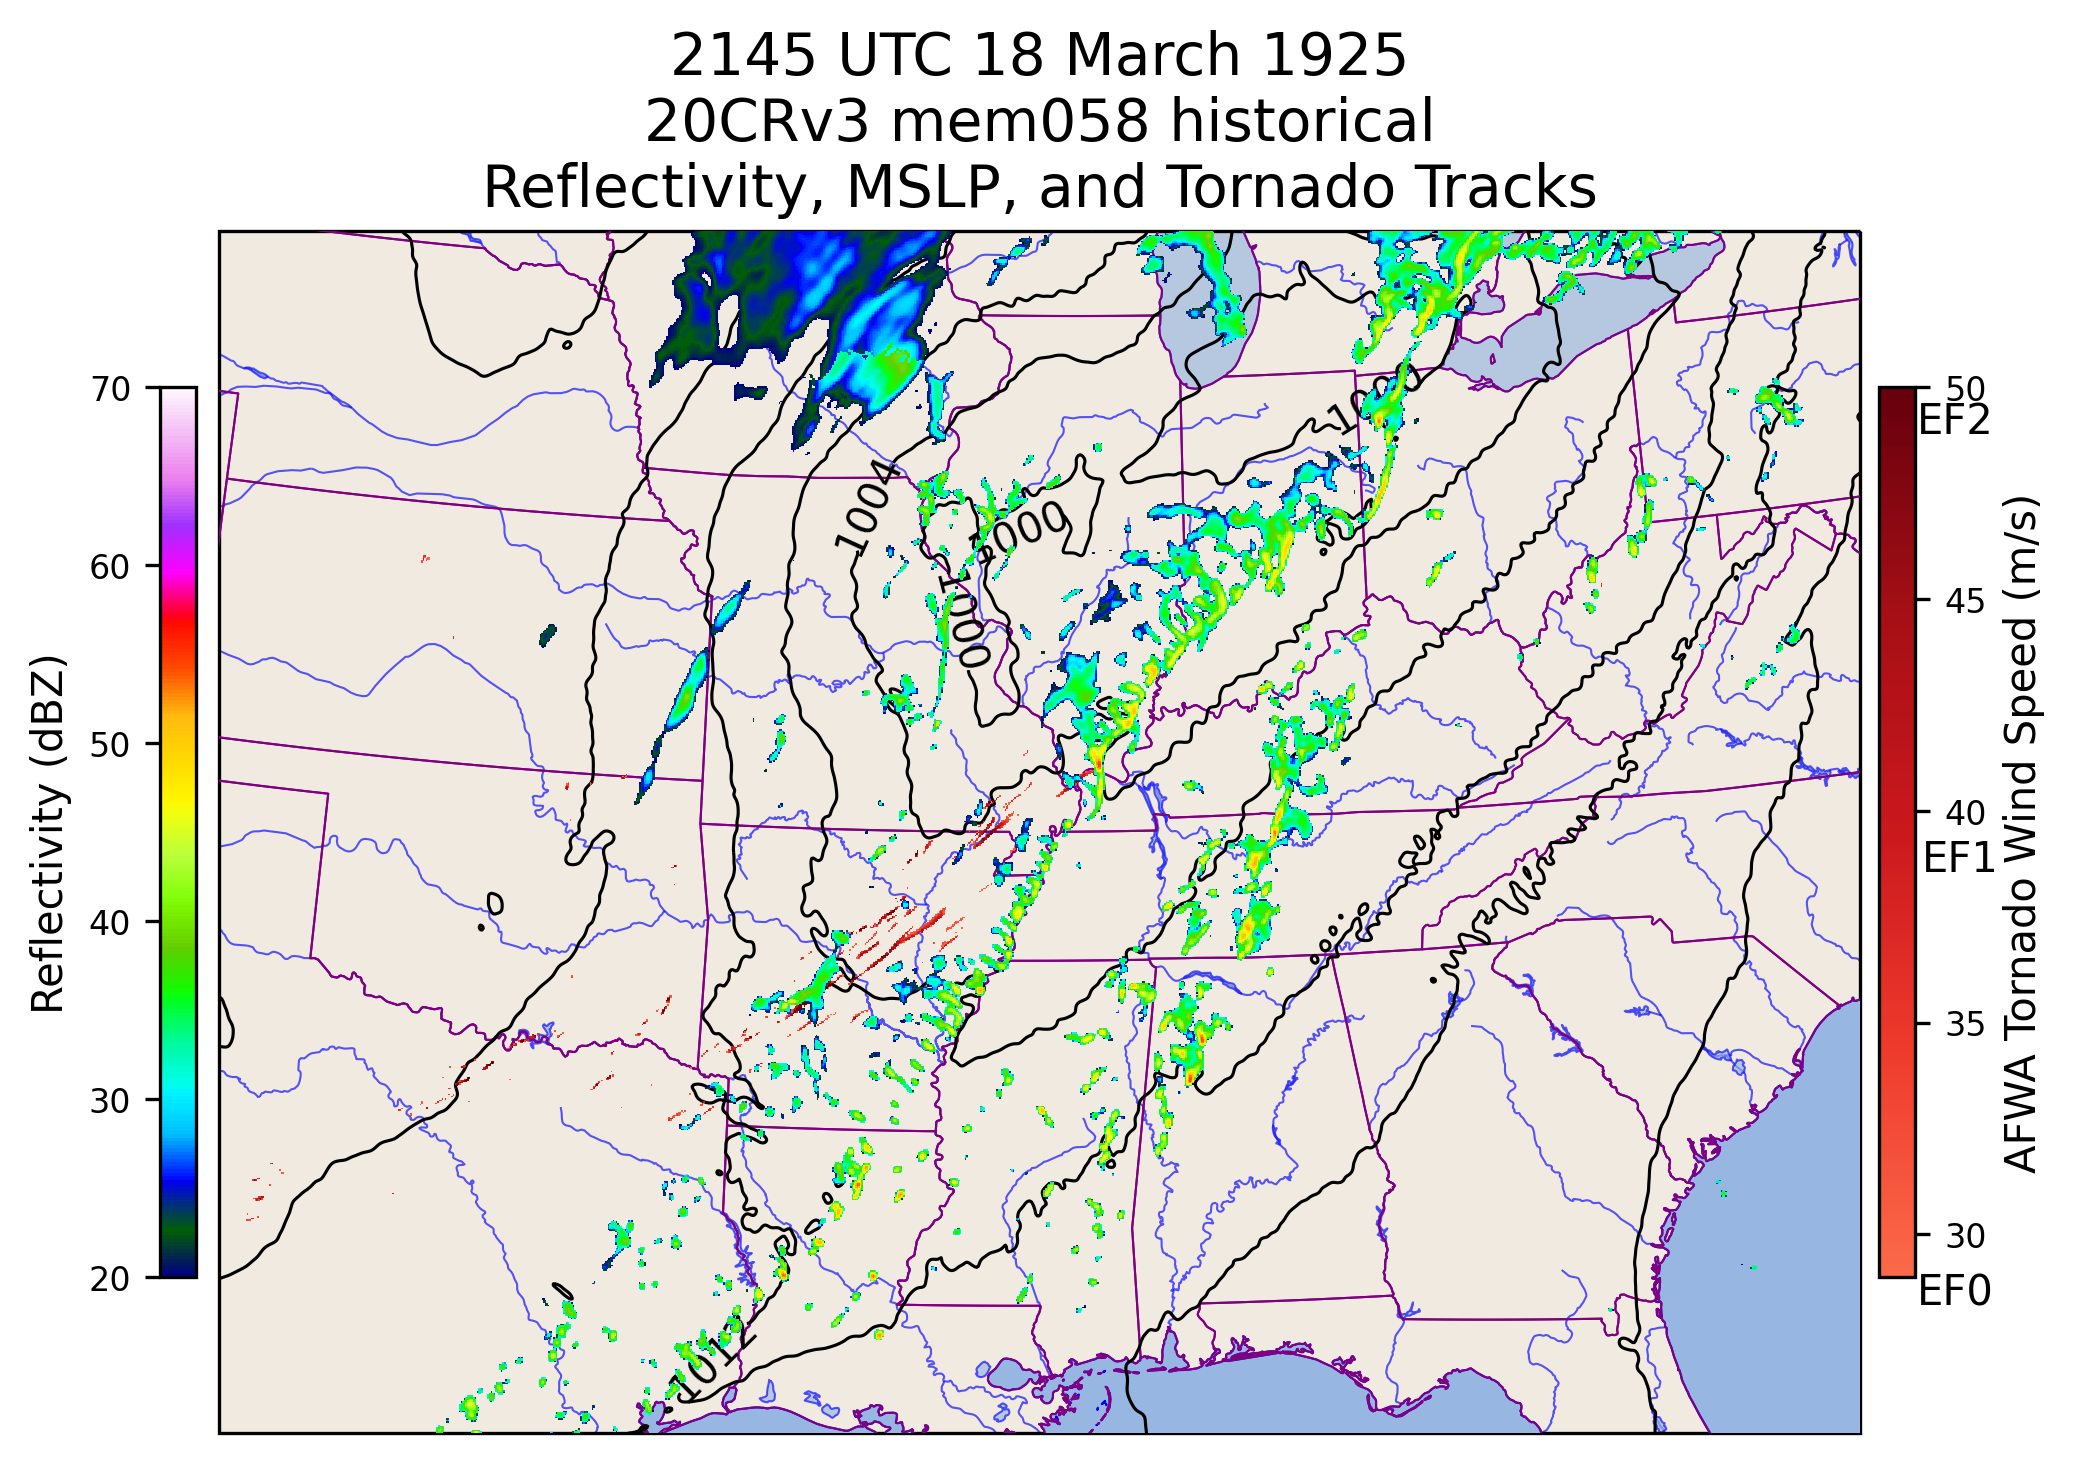 2145 UTC 18 March 1925
20CRv3 mem058 historical
Reflectivity, MSLP, and Tornado Tracks
Reflectivity (dBZ)
70
60
50
40
30
20
1004
1000
1000
1012
50
EF2
45
40
EF1
35
30
EF0
AFWA Tornado Wind Speed (m/s)